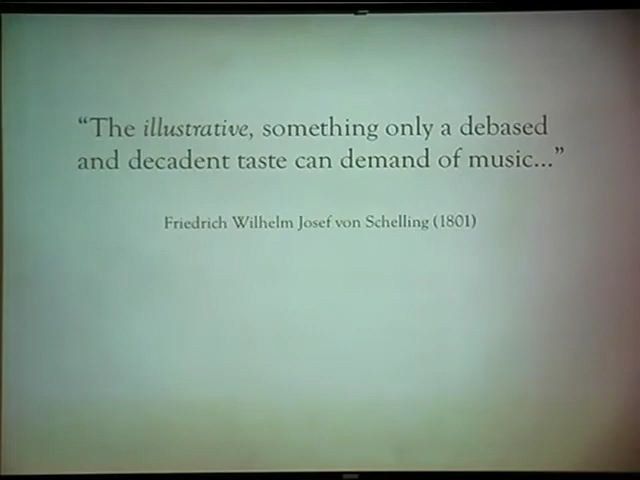 “The illustrative, something only a debased
and decadent taste can demand of music...”
Friedrich Wilhelm Josef von Schelling (1801)